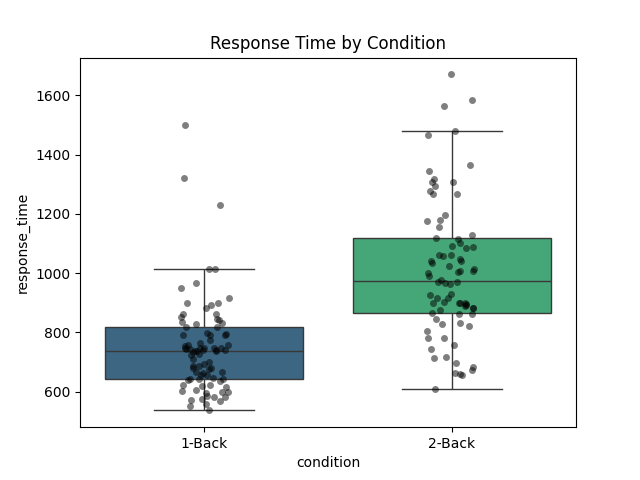 Response Time by Condition
1600
1400
1200
1000
800
600
response_time
1-Back
2-Back
condition